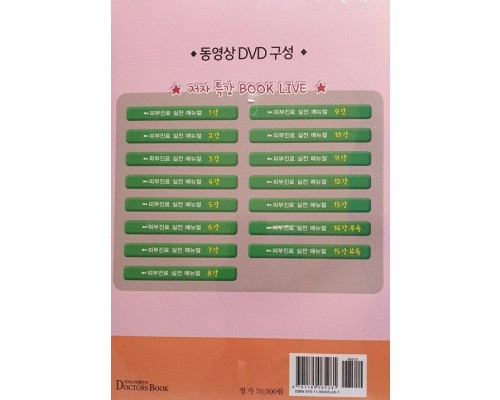 ◆ 동영상 DVD 구성 ◆
★ 저자 특강 BOOK LIVE ★
피부진료 실전 매뉴얼 1강
피부진료 실전 매뉴얼 2강
피부진료 실전 매뉴얼 3강
피부진료 실전 매뉴얼 4강
피부진료 실전 매뉴얼 5강
피부진료 실전 매뉴얼 6강
피부진료 실전 매뉴얼 7강
피부진료 실전 매뉴얼 8강
피부진료 실전 매뉴얼 9강
피부진료 실전 매뉴얼 10강
피부진료 실전 매뉴얼 11강
피부진료 실전 매뉴얼 12강
피부진료 실전 매뉴얼 13강
피부진료 실전 매뉴얼 14강 부록
피부진료 실전 매뉴얼 15강 부록
DOCTORS BOOK
정가 70,000원